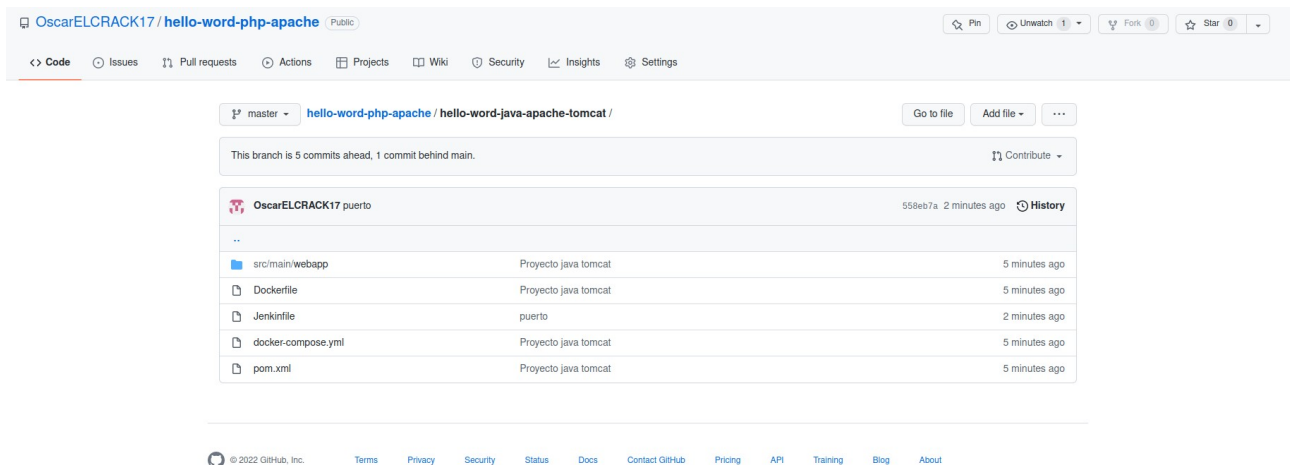 OscarELCRACK17 / hello-word-php-apache Public Pin Unwatch 1 Fork 0 Star 0
Code Issues Pull requests Actions Projects Wiki Security Insights Settings
master hello-word-php-apache / hello-word-java-apache-tomcat / Go to file Add file ...
This branch is 5 commits ahead, 1 commit behind main. Contribute
OscarELCRACK17 puerto 558eb7a 2 minutes ago History
..
src/main/webapp Proyecto java tomcat 5 minutes ago
Dockerfile Proyecto java tomcat 5 minutes ago
Jenkinfile puerto 2 minutes ago
docker-compose.yml Proyecto java tomcat 5 minutes ago
pom.xml Proyecto java tomcat 5 minutes ago
© 2022 GitHub, Inc. Terms Privacy Security Status Docs Contact GitHub Pricing API Training Blog About